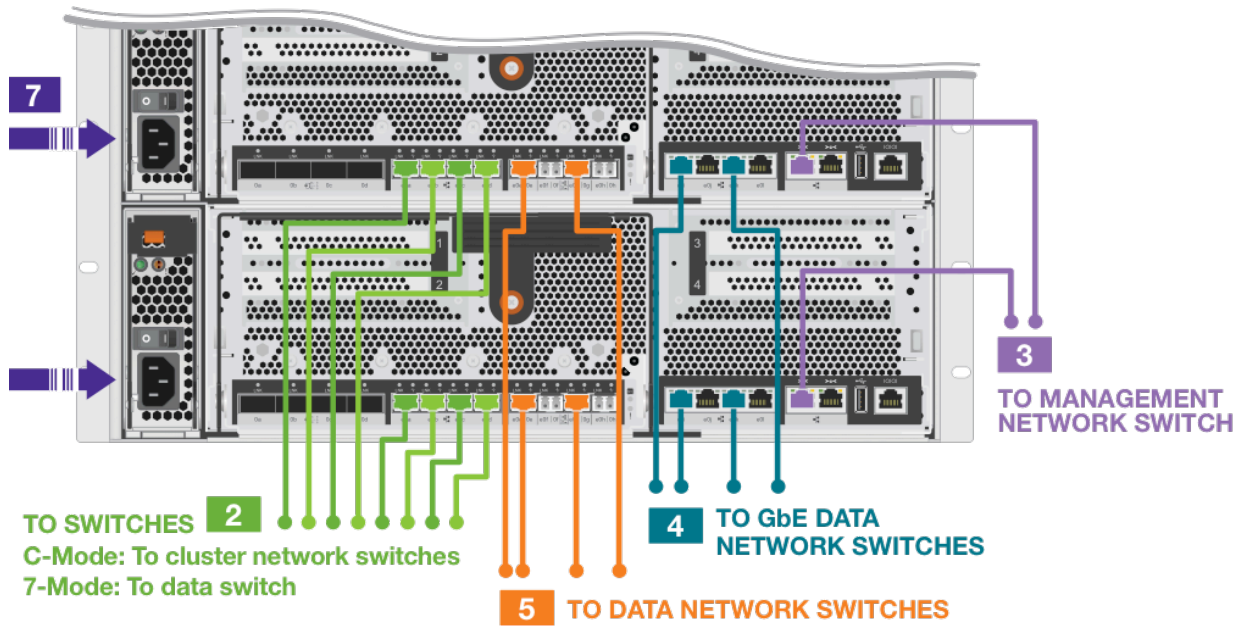 7
1
2
3
4
3
TO MANAGEMENT
NETWORK SWITCH
TO SWITCHES 2
C-Mode: To cluster network switches
7-Mode: To data switch
4 TO GbE DATA
NETWORK SWITCHES
5 TO DATA NETWORK SWITCHES